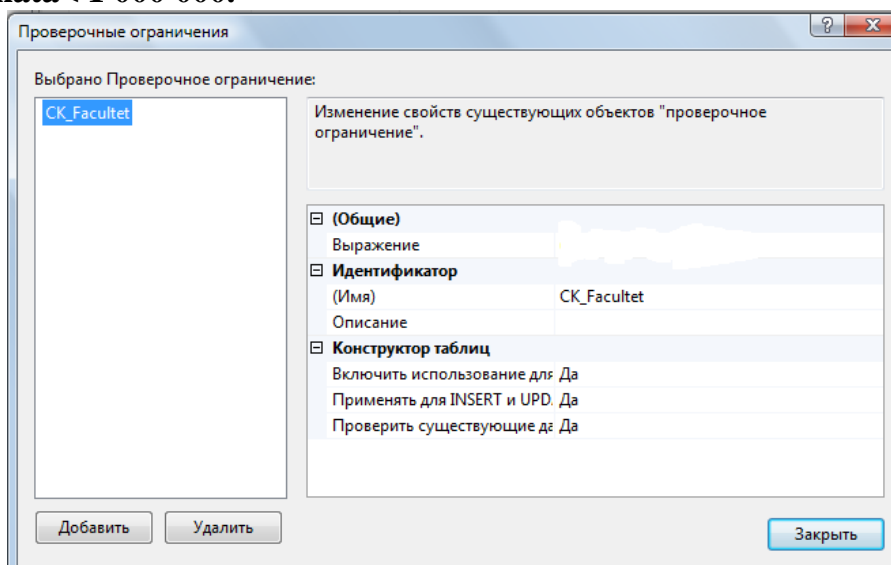 Проверочные ограничения
Выбрано Проверочное ограничение:
CK_Facultet
Изменение свойств существующих объектов "проверочное
ограничение".
(Общие)
Выражение
Идентификатор
(Имя) CK_Facultet
Описание
Конструктор таблиц
Включить использование для Да
Применять для INSERT и UPD. Да
Проверить существующие да Да
Добавить Удалить
Закрыть